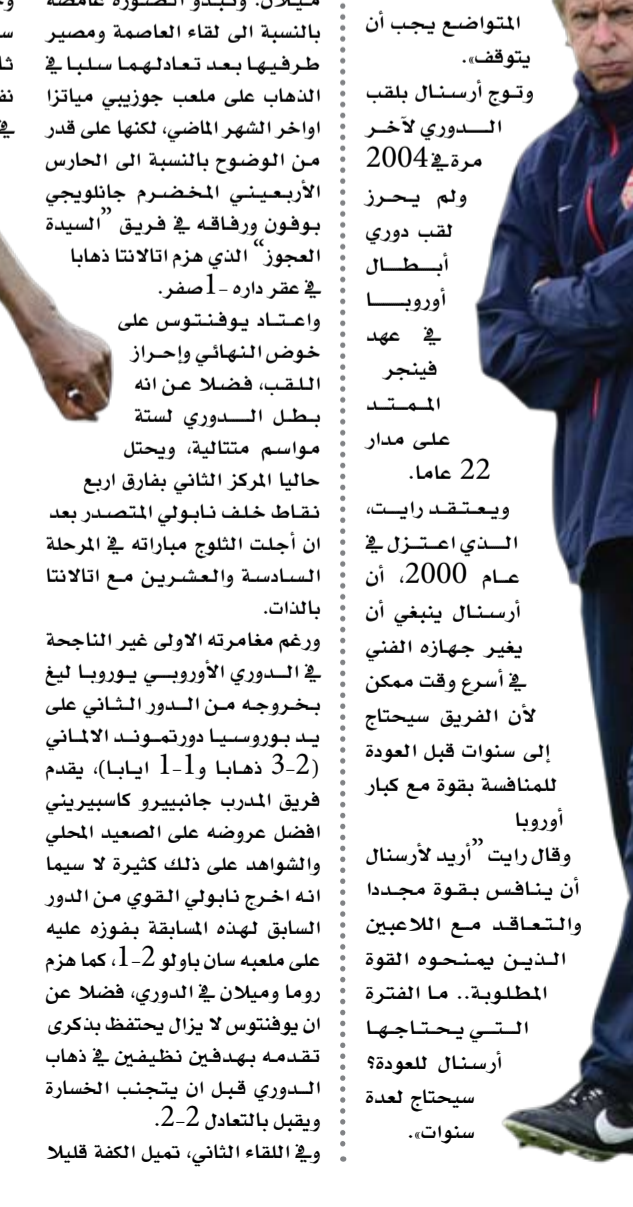 المتواضع يجب أن
يتوقف».
وتوج أرسنال بلقب
الدوري لآخر
مرة في 2004
ولم يحرز
لقب دوري
أبطال
أوروبا
في عهد
فينجر
الممتد
على مدار
22 عاما.
ويعتقد رايت،
الذي اعتزل في
عام 2000، أن
أرسنال ينبغي أن
يغير جهازه الفني
في أسرع وقت ممكن
لأن الفريق سيحتاج
إلى سنوات قبل العودة
للمنافسة بقوة مع كبار
أوروبا
وقال رايت ”أريد لأرسنال
أن ينافس بقوة مجددا
والتعاقد مع اللاعبين
الذين يمنحوه القوة
المطلوبة.. ما الفترة
التي يحتاجها
أرسنال للعودة؟
سيحتاج لعدة
سنوات».
ميلان. وتبدو الصورة غامضة
بالنسبة الى لقاء العاصمة ومصير
طرفيها بعد تعادلهما سلبا في
الذهاب على ملعب جوزيبي مياتزا
اواخر الشهر الماضي، لكنها على قدر
من الوضوح بالنسبة الى الحارس
الأربعيني المخضرم جانلويجي
بوفون ورفاقه في فريق ”السيدة
العجوز“ الذي هزم اتالانتا ذهابا
في عقر داره 1-صفر.
واعتاد يوفنتوس على
خوض النهائي وإحراز
اللقب، فضلا عن انه
بطل الدوري لستة
مواسم متتالية، ويحتل
حاليا المركز الثاني بفارق اربع
نقاط خلف نابولي المتصدر بعد
ان أجلت الثلوج مباراته في المرحلة
السادسة والعشرين مع اتالانتا
بالذات.
ورغم مغامرته الاولى غير الناجحة
في الدوري الأوروبي يوروبا ليغ
بخروجه من الدور الثاني على
يد بوروسيا دورتموند الالماني
(2-3 ذهابا و1-1 ايابا)، يقدم
فريق المدرب جانبييرو كاسبيريني
افضل عروضه على الصعيد المحلي
والشواهد على ذلك كثيرة لا سيما
انه اخرج نابولي القوي من الدور
السابق لهذه المسابقة بفوزه عليه
على ملعبه سان باولو 2-1، كما هزم
روما وميلان في الدوري، فضلا عن
ان يوفنتوس لا يزال يحتفظ بذكرى
تقدمه بهدفين نظيفين في ذهاب
الدوري قبل ان يتجنب الخسارة
ويقبل بالتعادل 2-2.
وفي اللقاء الثاني، تميل الكفة قليلا